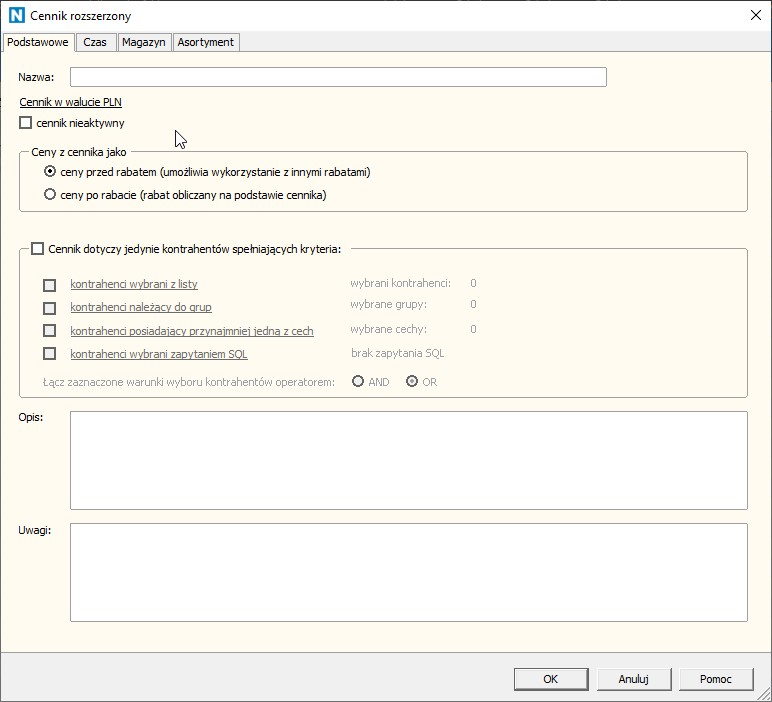 N Cennik rozszerzony
Podstawowe Czas Magazyn Asortyment
Nazwa:
Cennik w walucie PLN
cennik nieaktywny
Ceny z cennika jako
ceny przed rabatem (umożliwia wykorzystanie z innymi rabatami)
ceny po rabacie (rabat obliczany na podstawie cennika)
Cennik dotyczy jedynie kontrahentów spełniających kryteria:
kontrahenci wybrani z listy wybrani kontrahenci: 0
kontrahenci należący do grup wybrane grupy: 0
kontrahenci posiadający przynajmniej jedną z cech wybrane cechy: 0
kontrahenci wybrani zapytaniem SQL brak zapytania SQL
Łącz zaznaczone warunki wyboru kontrahentów operatorem: AND OR
Opis:
Uwagi:
OK Anuluj Pomoc